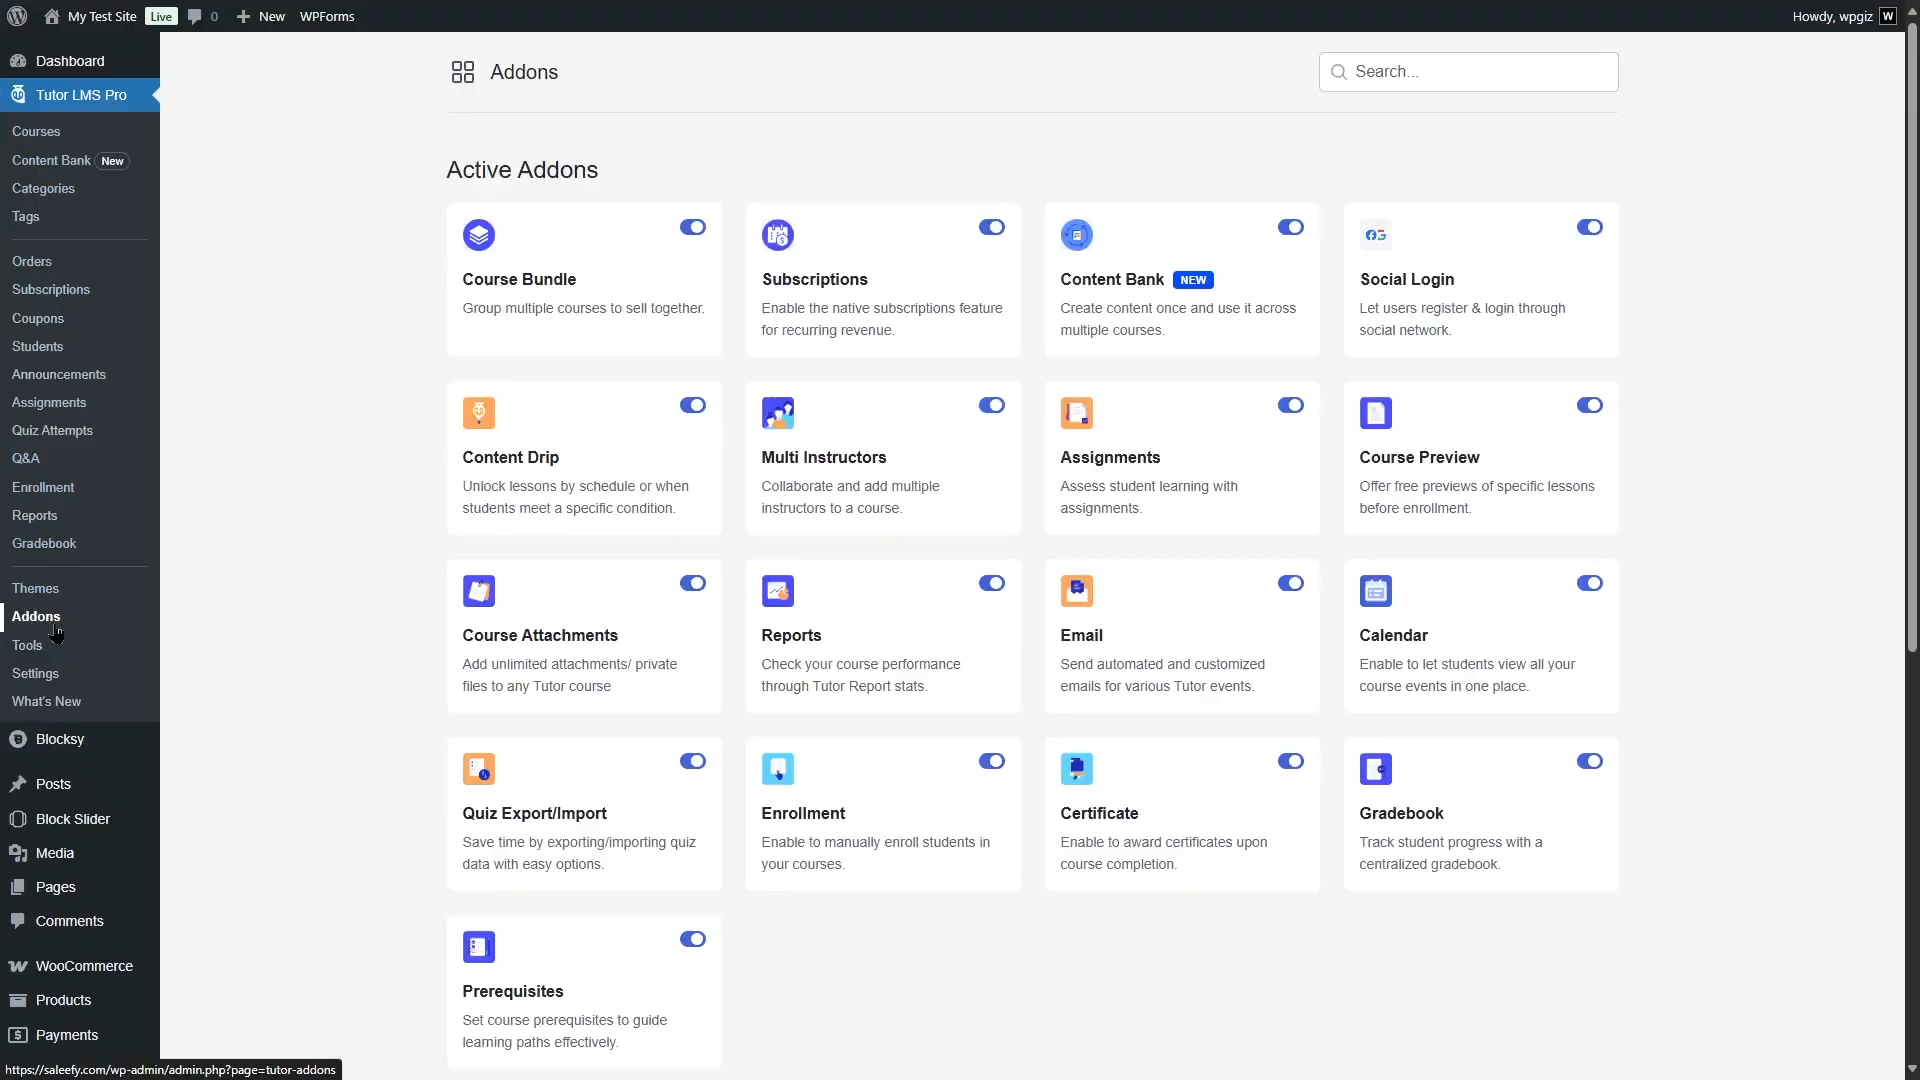 My Test Site Live 0 New WPForms Howdy, wpgiz W
Dashboard
Tutor LMS Pro
Courses
Content Bank New
Categories
Tags
Orders
Subscriptions
Coupons
Students
Announcements
Assignments
Quiz Attempts
Q&A
Enrollment
Reports
Gradebook
Themes
Addons
Tools
Settings
What's New
Blocksy
Posts
Block Slider
Media
Pages
Comments
WooCommerce
Products
Payments
https://saleefy.com/wp-admin/admin.php?page=tutor-addons
Addons
Search...
Active Addons
Course Bundle
Group multiple courses to sell together.
Subscriptions
Enable the native subscriptions feature
for recurring revenue.
Content Bank NEW
Create content once and use it across
multiple courses.
Social Login
Let users register & login through
social network.
Content Drip
Unlock lessons by schedule or when
students meet a specific condition.
Multi Instructors
Collaborate and add multiple
instructors to a course.
Assignments
Assess student learning with
assignments.
Course Preview
Offer free previews of specific lessons
before enrollment.
Course Attachments
Add unlimited attachments/ private
files to any Tutor course
Reports
Check your course performance
through Tutor Report stats.
Email
Send automated and customized
emails for various Tutor events.
Calendar
Enable to let students view all your
course events in one place.
Quiz Export/Import
Save time by exporting/importing quiz
data with easy options.
Enrollment
Enable to manually enroll students in
your courses.
Certificate
Enable to award certificates upon
course completion.
Gradebook
Track student progress with a
centralized gradebook.
Prerequisites
Set course prerequisites to guide
learning paths effectively.